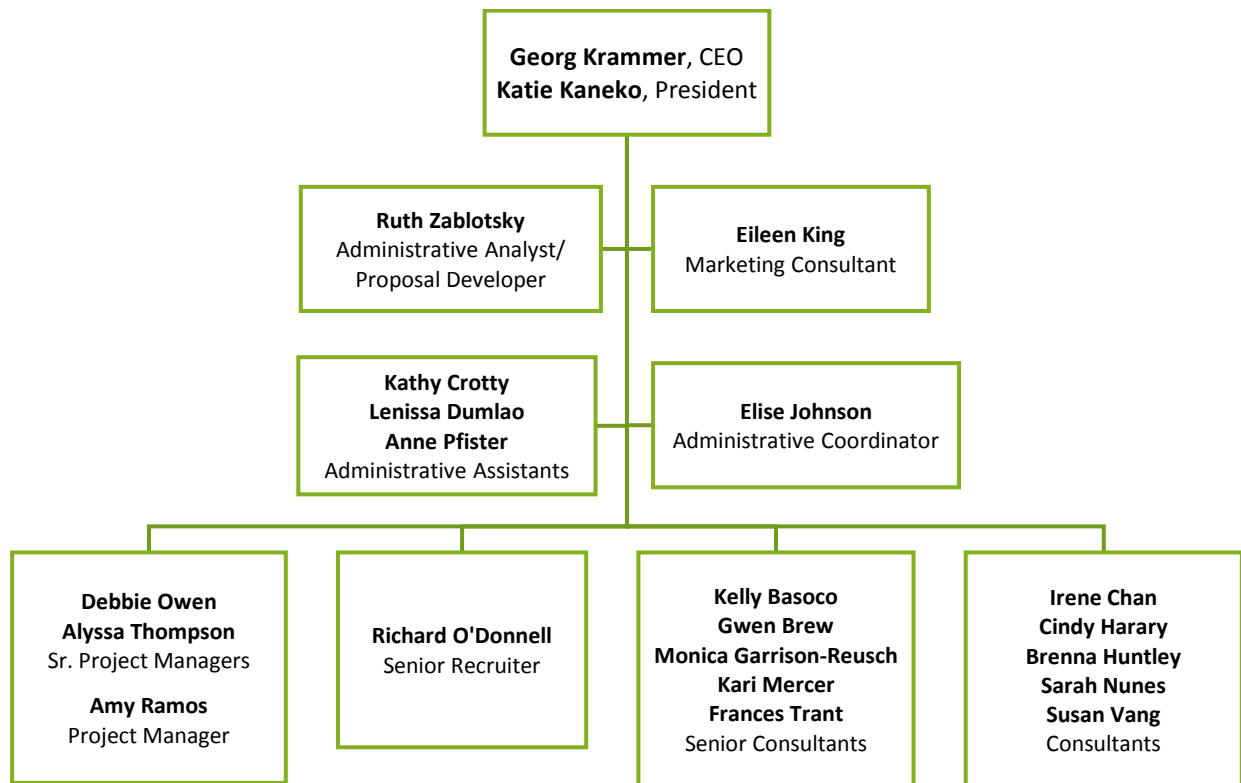 Georg Krammer, CEO
Katie Kaneko, President
Ruth Zablotsky
Administrative Analyst/
Proposal Developer
Eileen King
Marketing Consultant
Kathy Crotty
Lenissa Dumlao
Anne Pfister
Administrative Assistants
Elise Johnson
Administrative Coordinator
Debbie Owen
Alyssa Thompson
Sr. Project Managers
Amy Ramos
Project Manager
Richard O'Donnell
Senior Recruiter
Kelly Basoco
Gwen Brew
Monica Garrison-Reusch
Kari Mercer
Frances Trant
Senior Consultants
Irene Chan
Cindy Harary
Brenna Huntley
Sarah Nunes
Susan Vang
Consultants